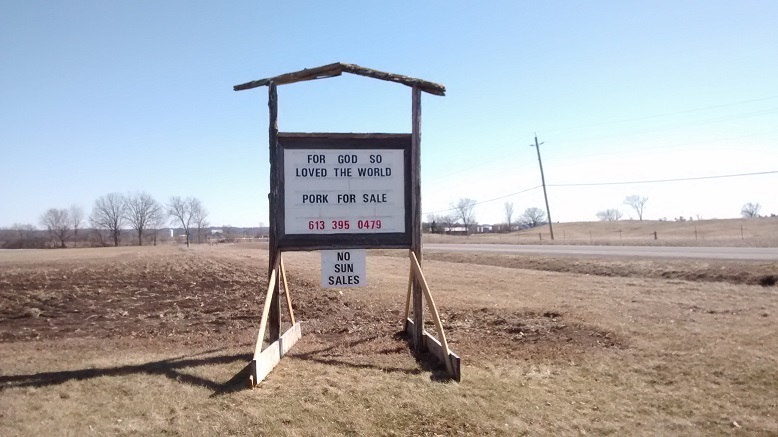 FOR GOD SO
LOVED THE WORLD
PORK FOR SALE
613 395 0479
NO
SUN
SALES